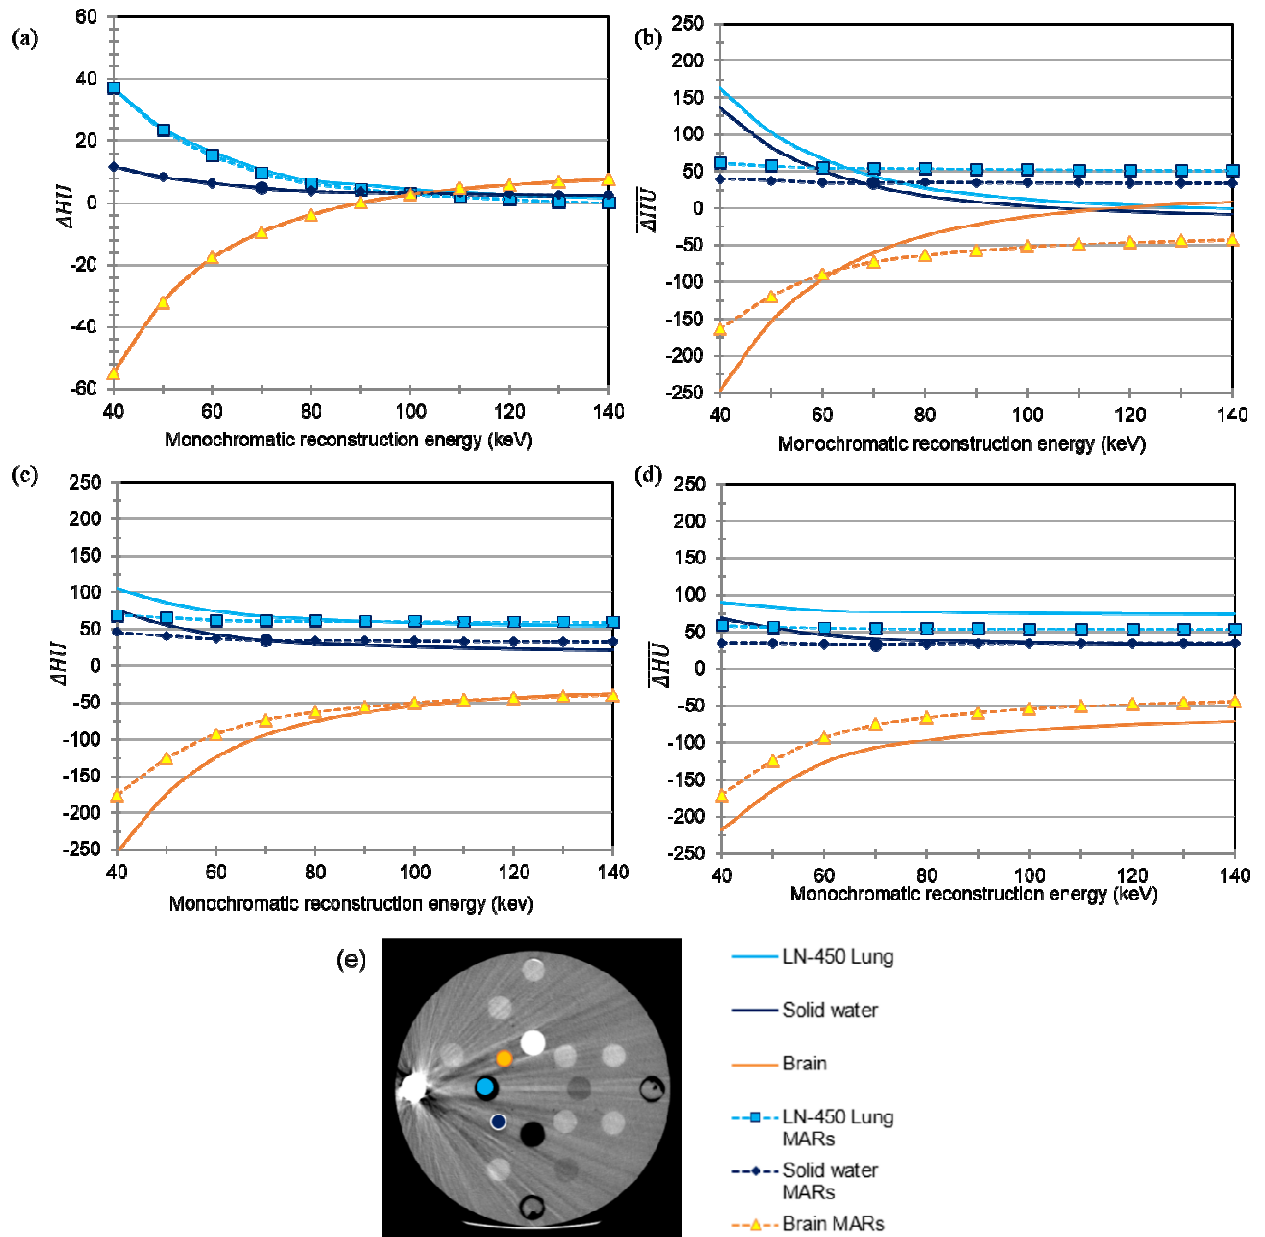 (a)
60
40
20
0
-20
-40
-60
ΔHU
40 60 80 100 120 140
Monochromatic reconstruction energy (keV)
(b)
250
200
150
100
50
0
-50
-100
-150
-200
-250
ΔHU
40 60 80 100 120 140
Monochromatic reconstruction energy (keV)
(c)
250
200
150
100
50
0
-50
-100
-150
-200
-250
ΔHU
40 60 80 100 120 140
Monochromatic reconstruction energy (kev)
(d)
250
200
150
100
50
0
-50
-100
-150
-200
-250
ΔHU
40 60 80 100 120 140
Monochromatic reconstruction energy (keV)
(e)
LN-450 Lung
Solid water
Brain
LN-450 Lung
MARs
Solid water
MARs
Brain MARs